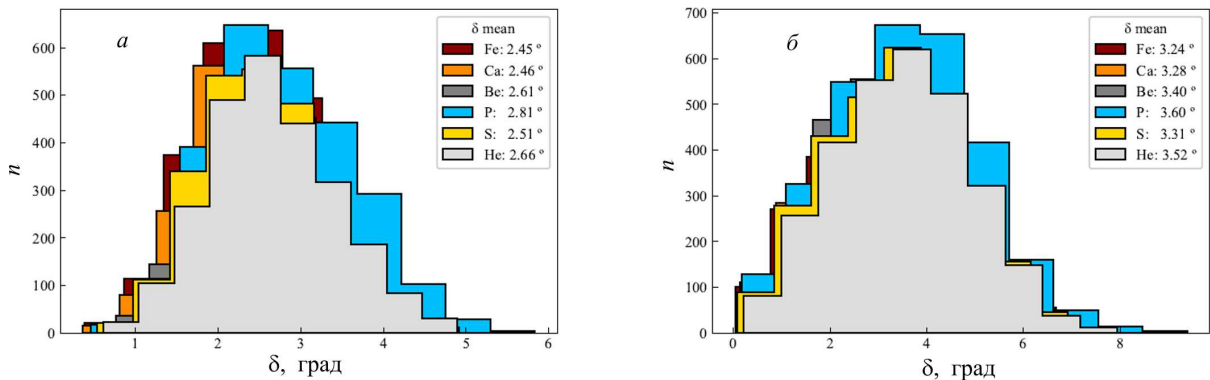 а
δ mean
Fe: 2.45 °
Ca: 2.46 °
Be: 2.61 °
P: 2.81 °
S: 2.51 °
He: 2.66 °
600
500
400
300
200
100
0
n
1
2
3
4
5
6
δ, град
б
δ mean
Fe: 3.24 °
Ca: 3.28 °
Be: 3.40 °
P: 3.60 °
S: 3.31 °
He: 3.52 °
700
600
500
400
300
200
100
0
n
0
2
4
6
8
δ, град